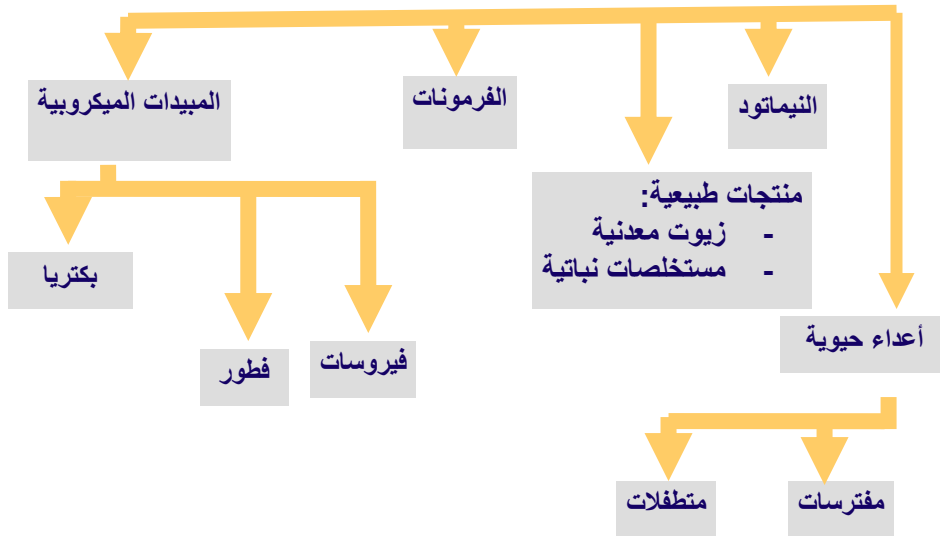 المبيدات الميكروبية
الفرمونات
النيماتود
منتجات طبيعية:
- زيوت معدنية
- مستخلصات نباتية
أعداء حيوية
بكتريا
فطور
فيروسات
متطفلات
مفترسات